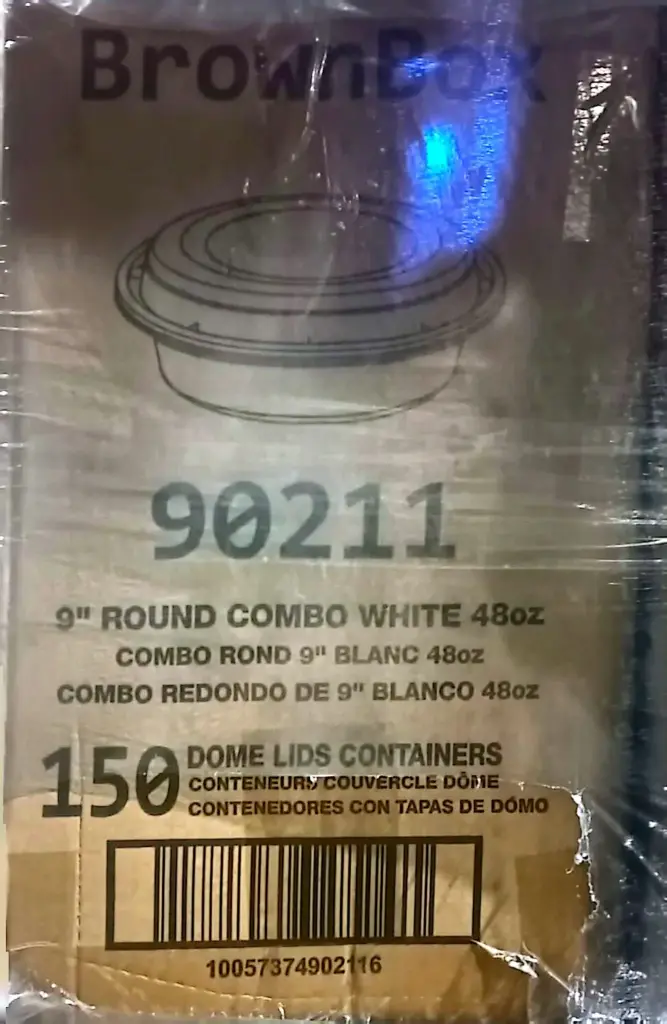 BrownBox
90211
9" ROUND COMBO WHITE 48oz
COMBO ROND 9" BLANC 48oz
COMBO REDONDO DE 9" BLANCO 48oz
150 DOME LIDS CONTAINERS
CONTENEURS COUVERCLE DÔME
CONTENEDORES CON TAPAS DE DÓMO
10057374902116